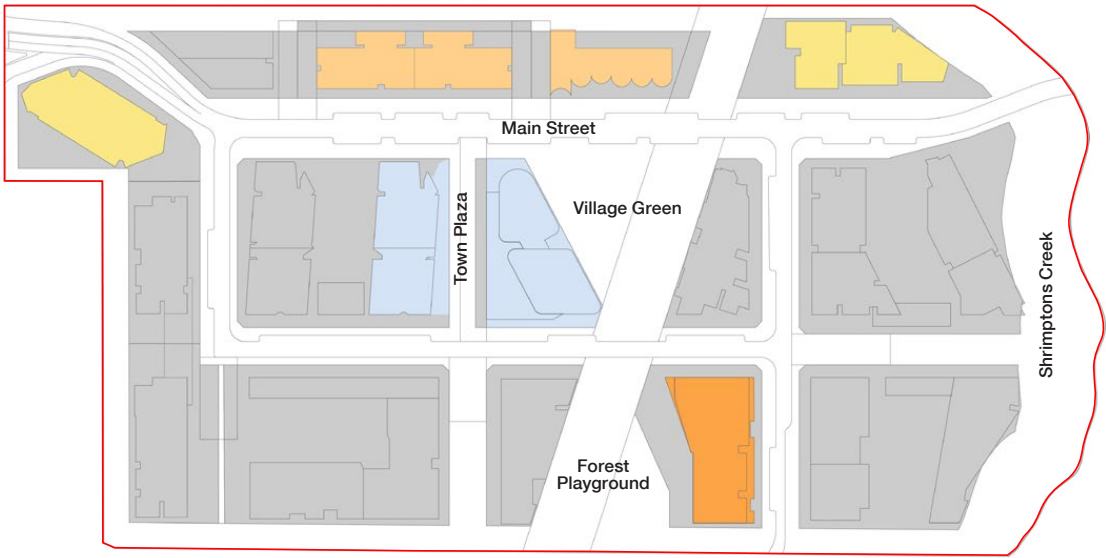 Main Street
Village Green
Town Plaza
Shrimptons Creek
Forest
Playground